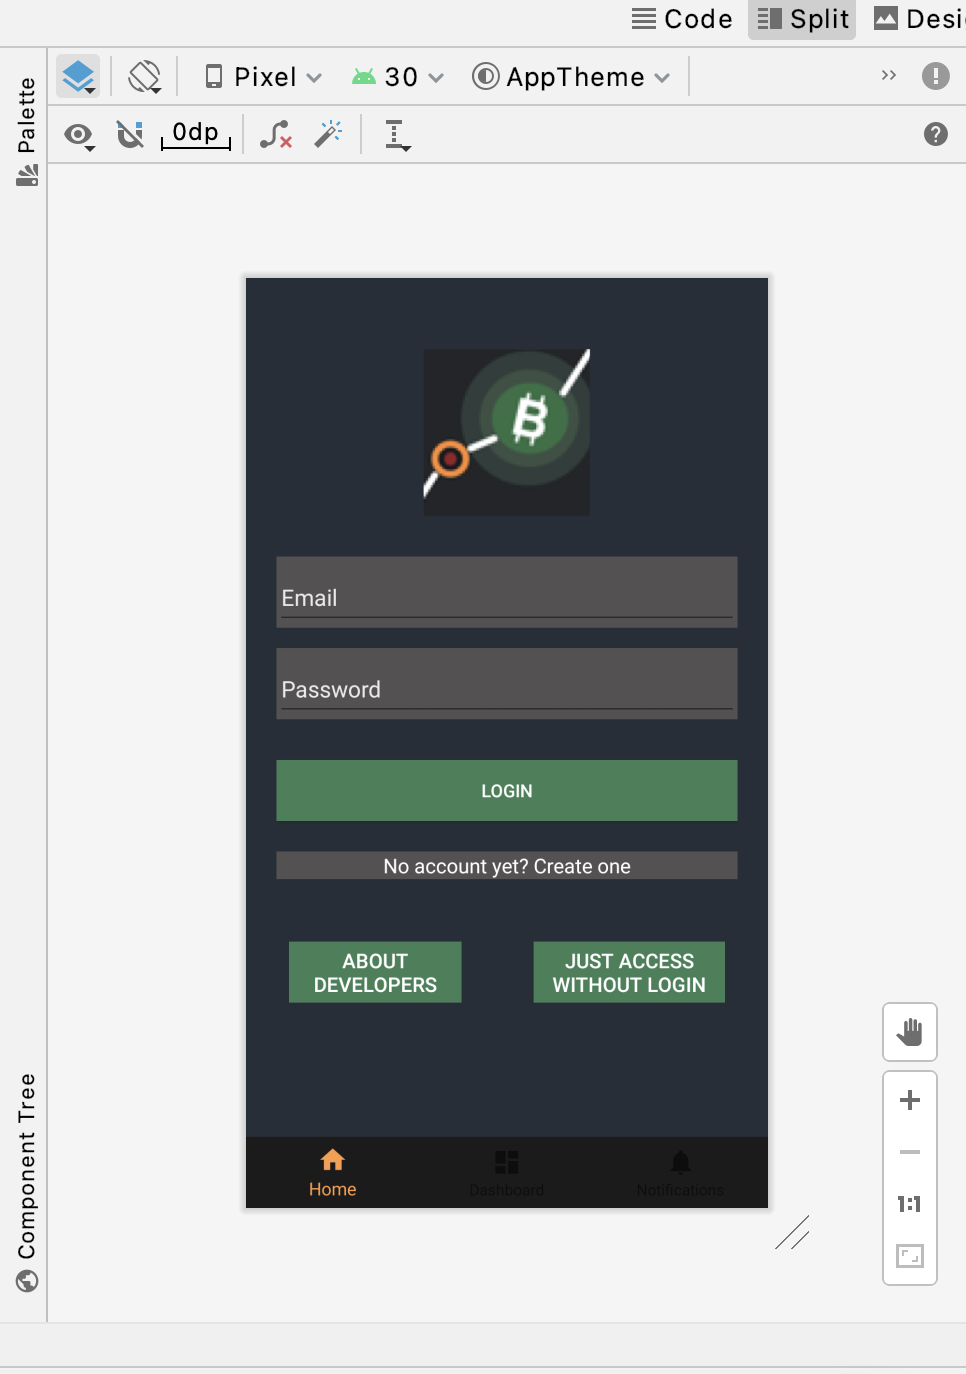 Code Split Desi
Palette
Pixel 30 AppTheme
0dp
Email
Password
LOGIN
No account yet? Create one
ABOUT
DEVELOPERS
JUST ACCESS
WITHOUT LOGIN
Home Dashboard Notifications
Component Tree
1:1